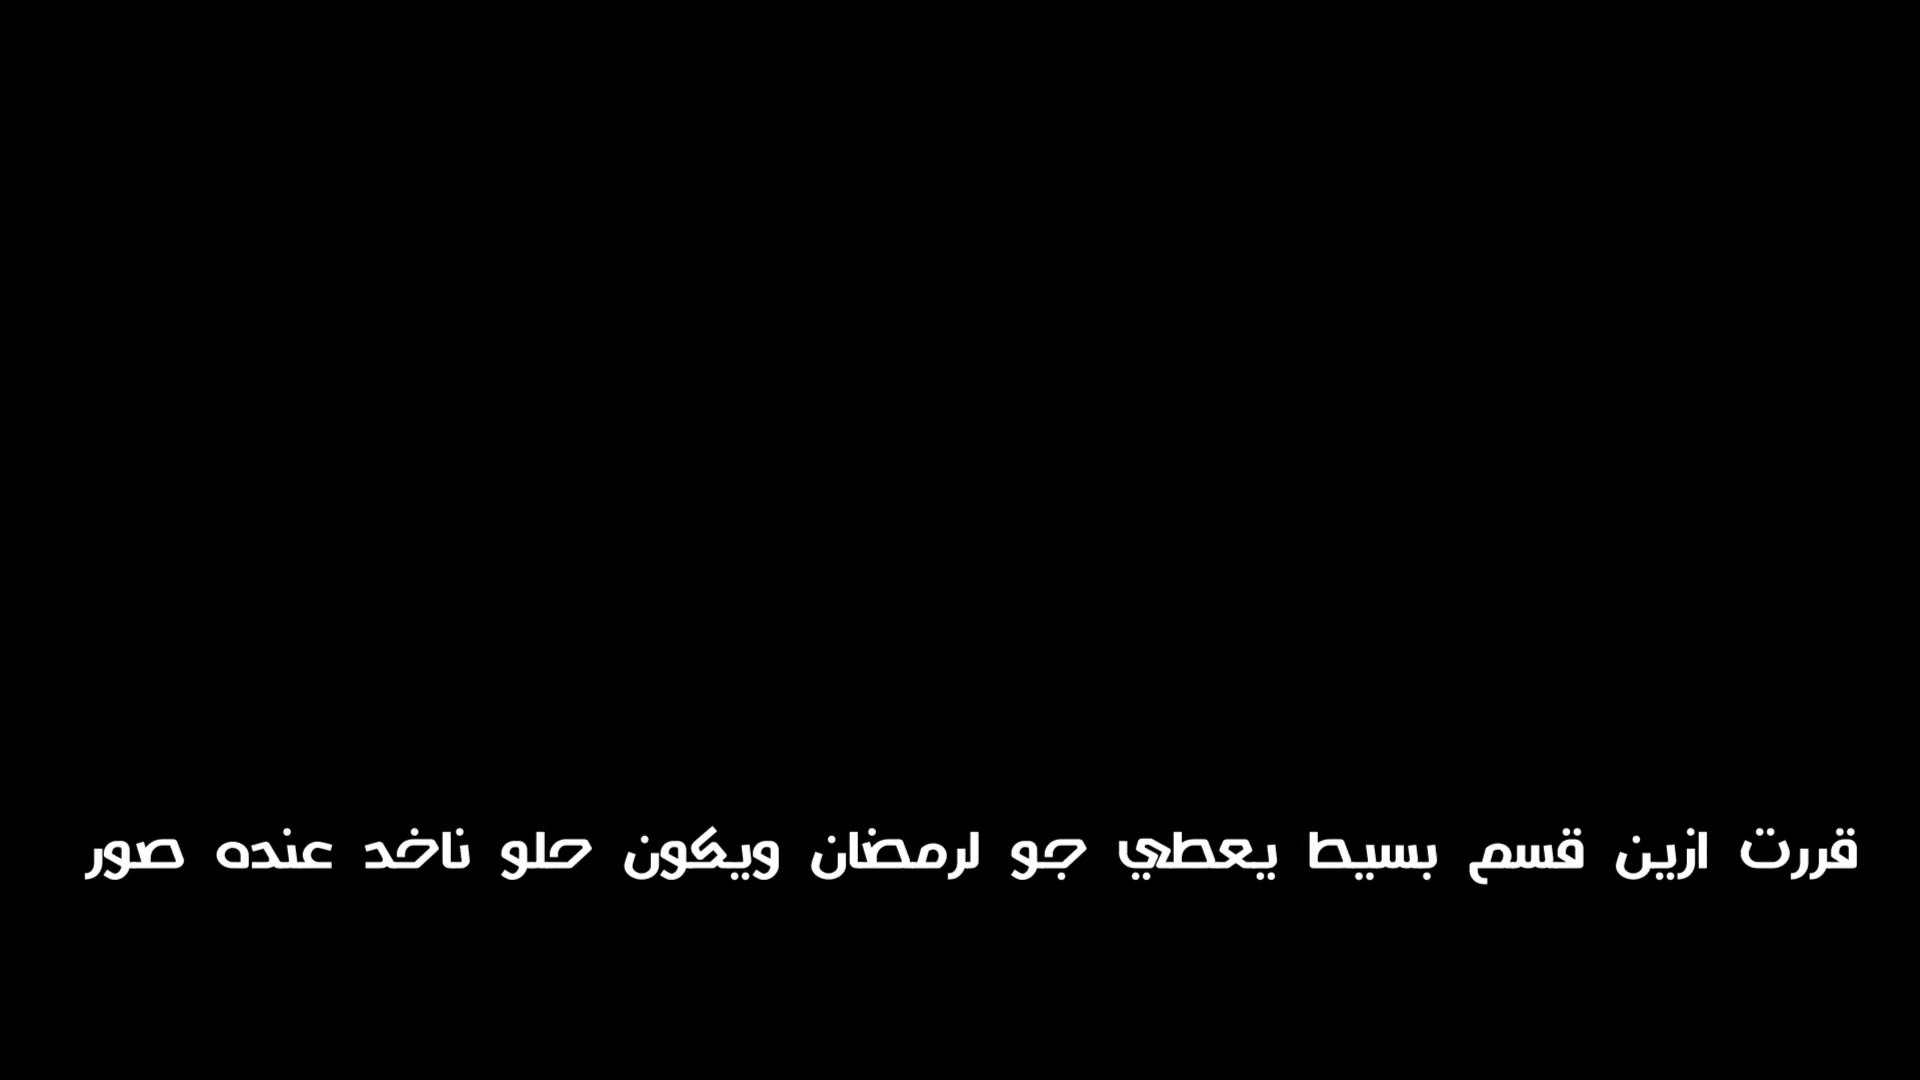 قررت ازين قسم بسيط يعطي جو لرمضان ويكون حلو ناخد عنده صور